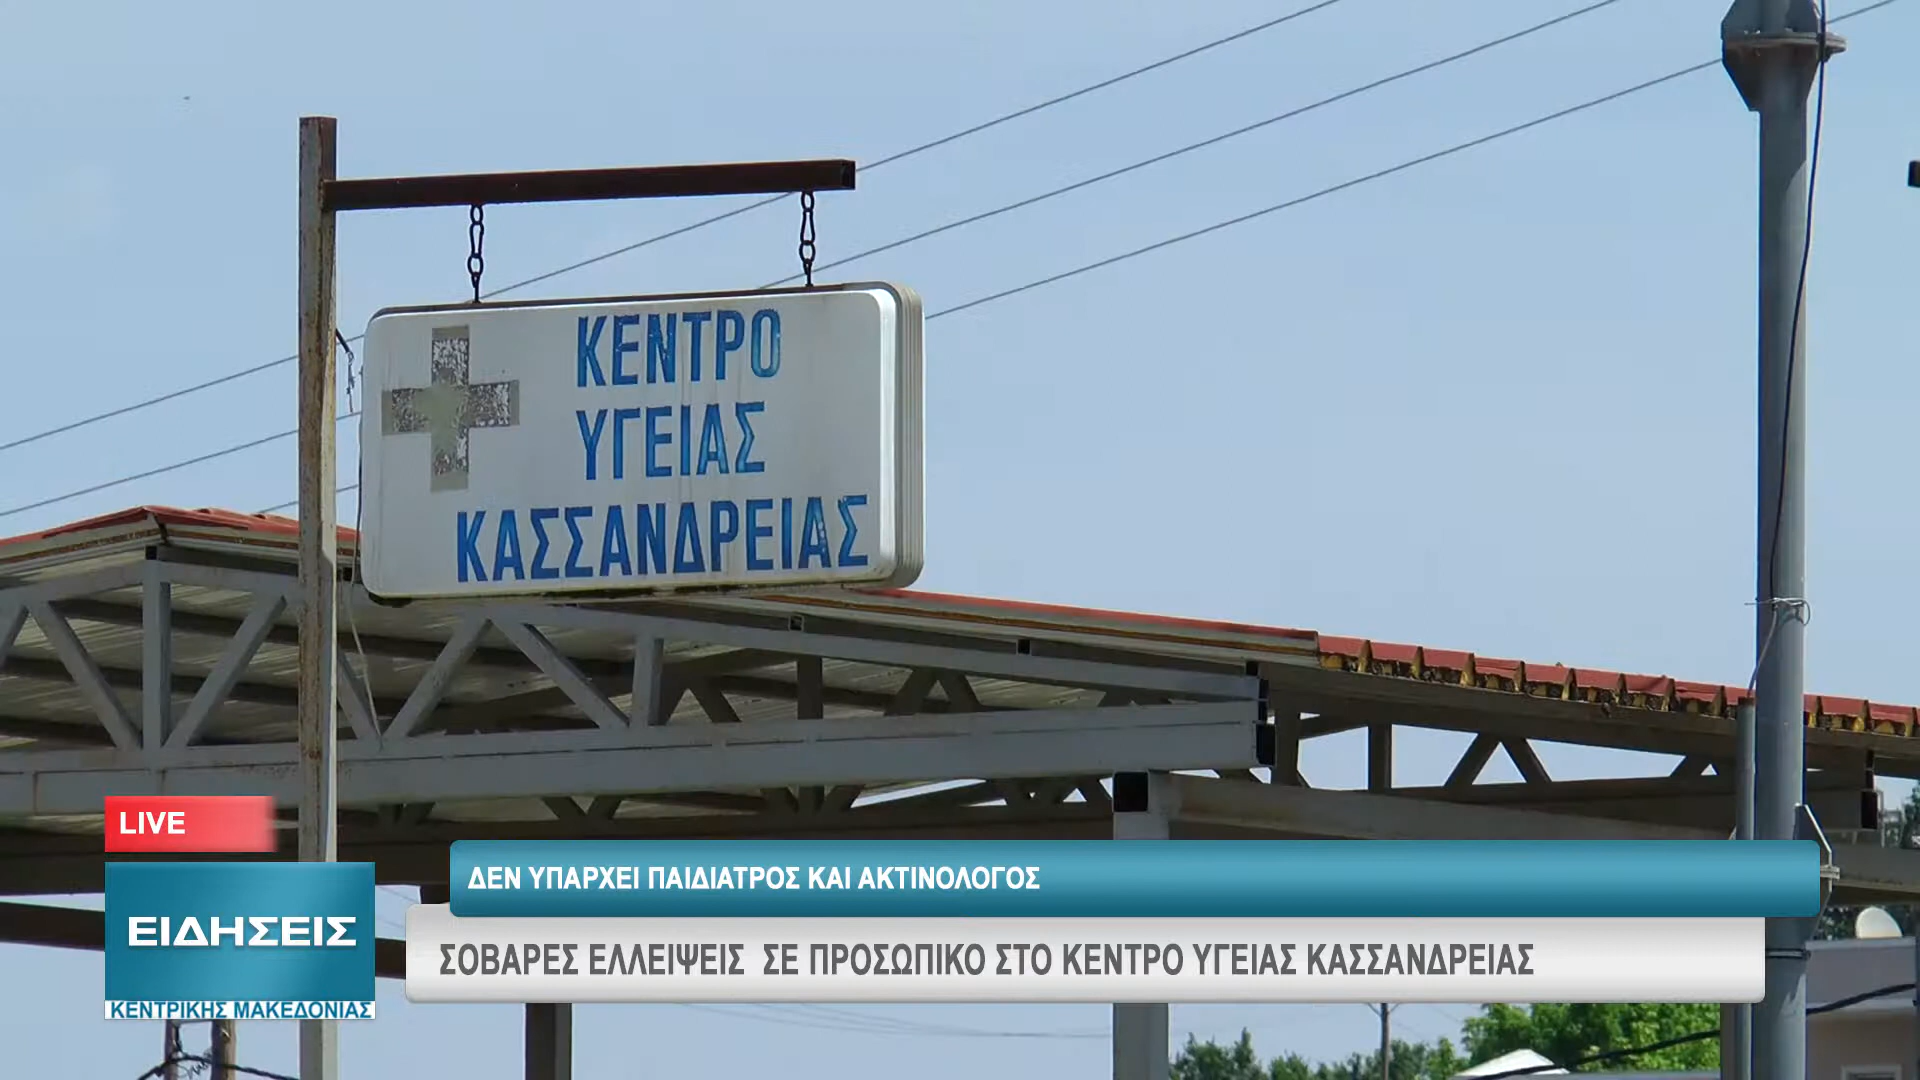 ΚΕΝΤΡΟ
ΥΓΕΙΑΣ
ΚΑΣΣΑΝΔΡΕΙΑΣ
LIVE
ΕΙΔΗΣΕΙΣ
ΚΕΝΤΡΙΚΗΣ ΜΑΚΕΔΟΝΙΑΣ
ΔΕΝ ΥΠΑΡΧΕΙ ΠΑΙΔΙΑΤΡΟΣ ΚΑΙ ΑΚΤΙΝΟΛΟΓΟΣ
ΣΟΒΑΡΕΣ ΕΛΛΕΙΨΕΙΣ ΣΕ ΠΡΟΣΩΠΙΚΟ ΣΤΟ ΚΕΝΤΡΟ ΥΓΕΙΑΣ ΚΑΣΣΑΝΔΡΕΙΑΣ